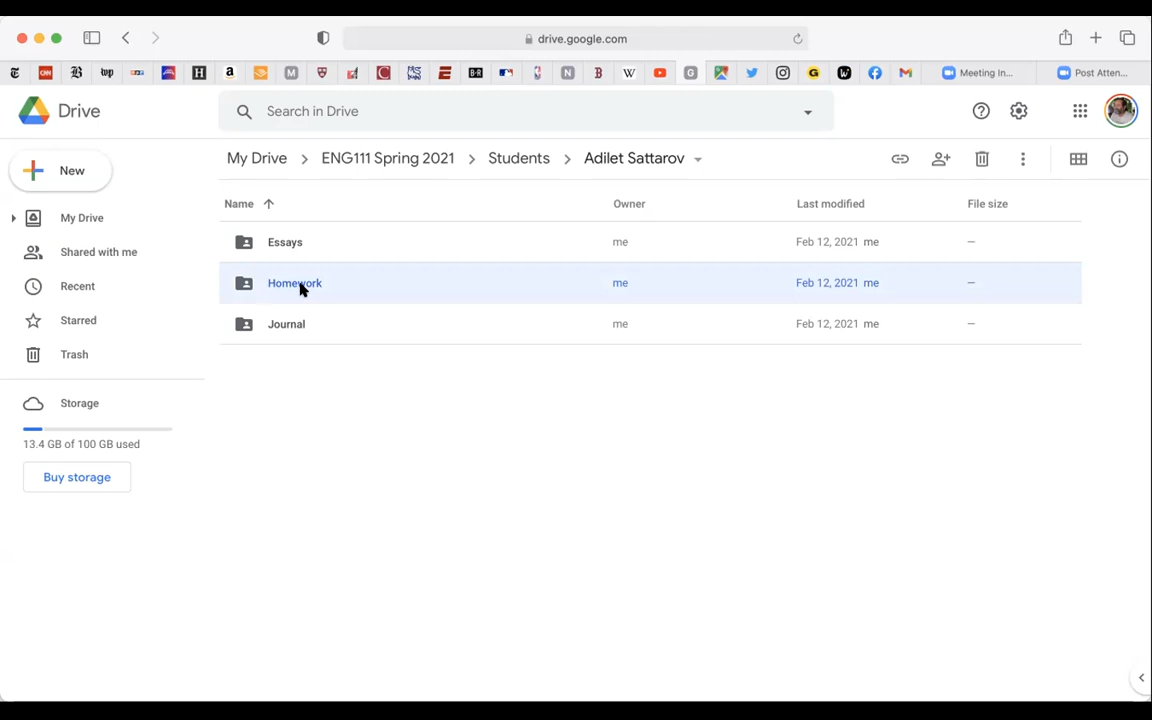 drive.google.com
Meeting In...
Post Atten...
Drive
Search in Drive
My Drive > ENG111 Spring 2021 > Students > Adilet Sattarov
New
Name Owner Last modified File size
My Drive
Essays me Feb 12, 2021 me —
Shared with me
Homework me Feb 12, 2021 me —
Recent
Starred
Journal me Feb 12, 2021 me —
Trash
Storage
13.4 GB of 100 GB used
Buy storage